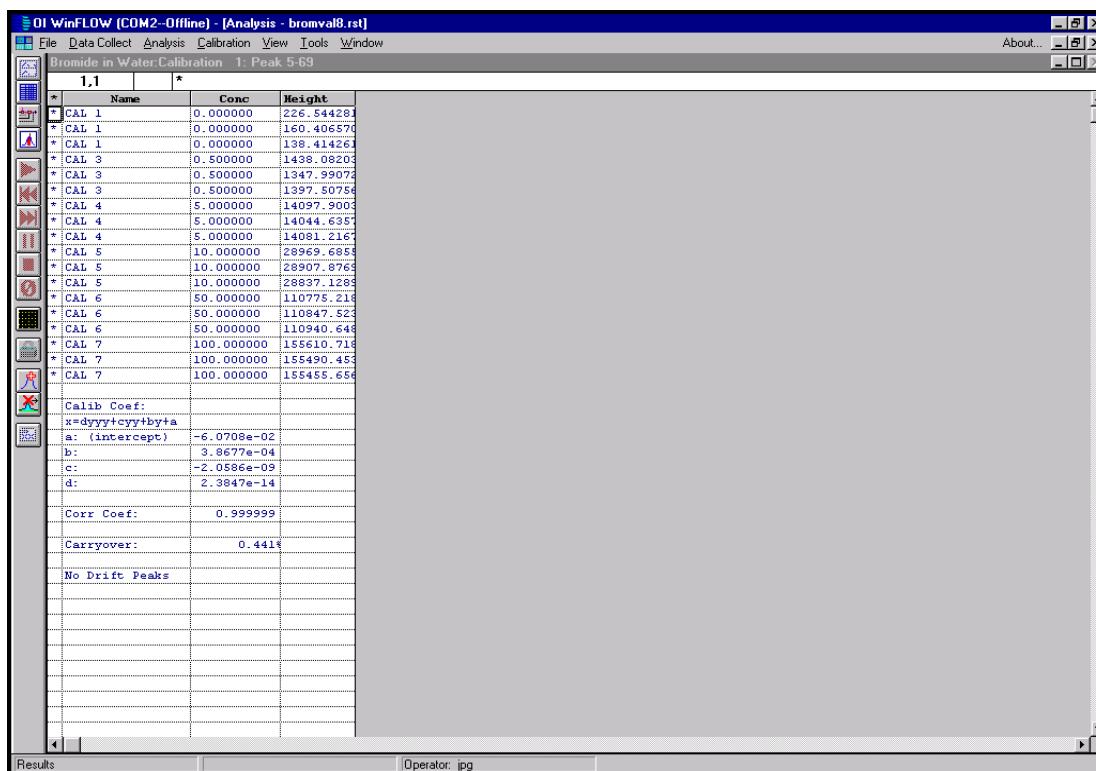 OI WinFLOW (COM2--Offline) - [Analysis - bromval8.rst]
File Data Collect Analysis Calibration View Tools Window About...
Bromide in Water:Calibration 1: Peak 5-69
1,1 *
* Name Conc Height
* CAL 1 0.000000 226.544281
* CAL 1 0.000000 160.406570
* CAL 1 0.000000 138.414261
* CAL 3 0.500000 1438.08203
* CAL 3 0.500000 1347.99072
* CAL 3 0.500000 1397.50756
* CAL 4 5.000000 14097.9003
* CAL 4 5.000000 14044.6357
* CAL 4 5.000000 14081.2167
* CAL 5 10.000000 28969.6855
* CAL 5 10.000000 28907.8769
* CAL 5 10.000000 28837.1289
* CAL 6 50.000000 110775.218
* CAL 6 50.000000 110847.523
* CAL 6 50.000000 110940.648
* CAL 7 100.000000 155610.718
* CAL 7 100.000000 155490.453
* CAL 7 100.000000 155455.656
Calib Coef:
x=dyyy+cyy+by+a
a: (intercept) -6.0708e-02
b: 3.8677e-04
c: -2.0586e-09
d: 2.3847e-14
Corr Coef: 0.999999
Carryover: 0.441%
No Drift Peaks
Results Operator: jpg